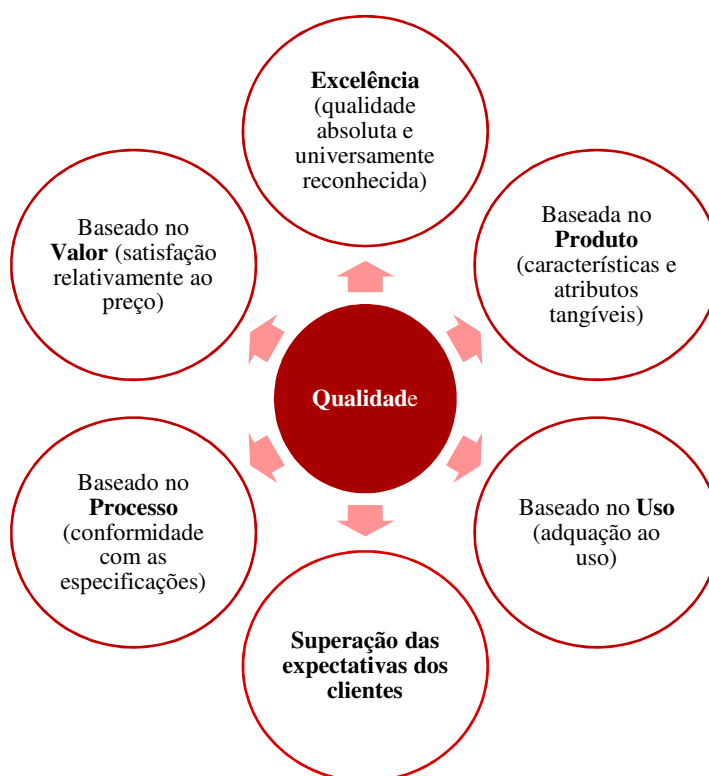 Excelência
(qualidade
absoluta e
universamente
reconhecida)
Baseado no
Valor (satisfação
relativamente ao
preço)
Baseada no
Produto
(características e
atributos
tangíveis)
Qualidade
Baseado no
Processo
(conformidade
com as
especificações)
Baseado no Uso
(adquação ao
uso)
Superação das
expectativas dos
clientes